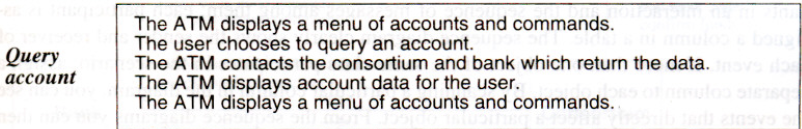 Query
account
The ATM displays a menu of accounts and commands.
The user chooses to query an account.
The ATM contacts the consortium and bank which return the data.
The ATM displays account data for the user.
The ATM displays a menu of accounts and commands.